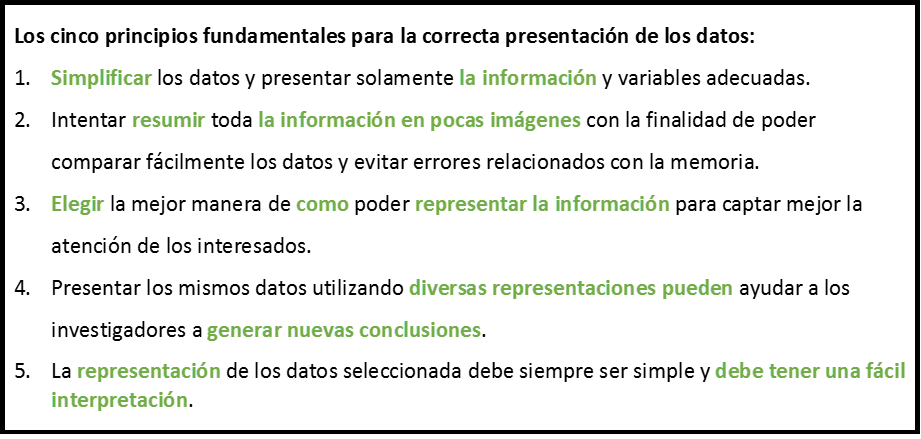 Los cinco principios fundamentales para la correcta presentación de los datos:
1. Simplificar los datos y presentar solamente la información y variables adecuadas.
2. Intentar resumir toda la información en pocas imágenes con la finalidad de poder
comparar fácilmente los datos y evitar errores relacionados con la memoria.
3. Elegir la mejor manera de como poder representar la información para captar mejor la
atención de los interesados.
4. Presentar los mismos datos utilizando diversas representaciones pueden ayudar a los
investigadores a generar nuevas conclusiones.
5. La representación de los datos seleccionada debe siempre ser simple y debe tener una fácil
interpretación.